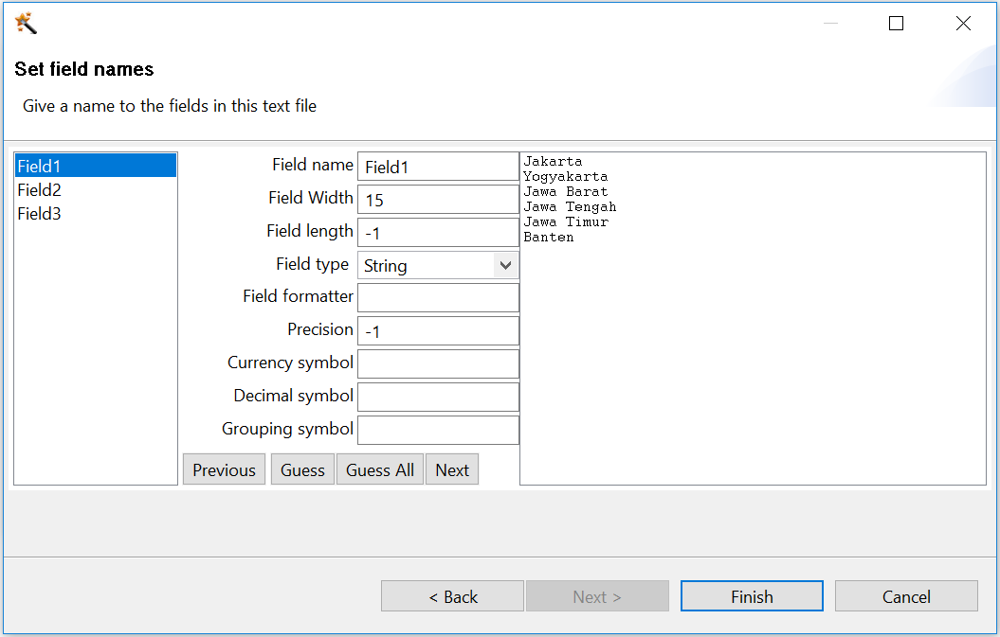 Set field names
Give a name to the fields in this text file
Field1
Field2
Field3
Field name Field1
Field Width 15
Field length -1
Field type String
Field formatter
Precision -1
Currency symbol
Decimal symbol
Grouping symbol
Previous Guess Guess All Next
Jakarta
Yogyakarta
Jawa Barat
Jawa Tengah
Jawa Timur
Banten
< Back Next > Finish Cancel